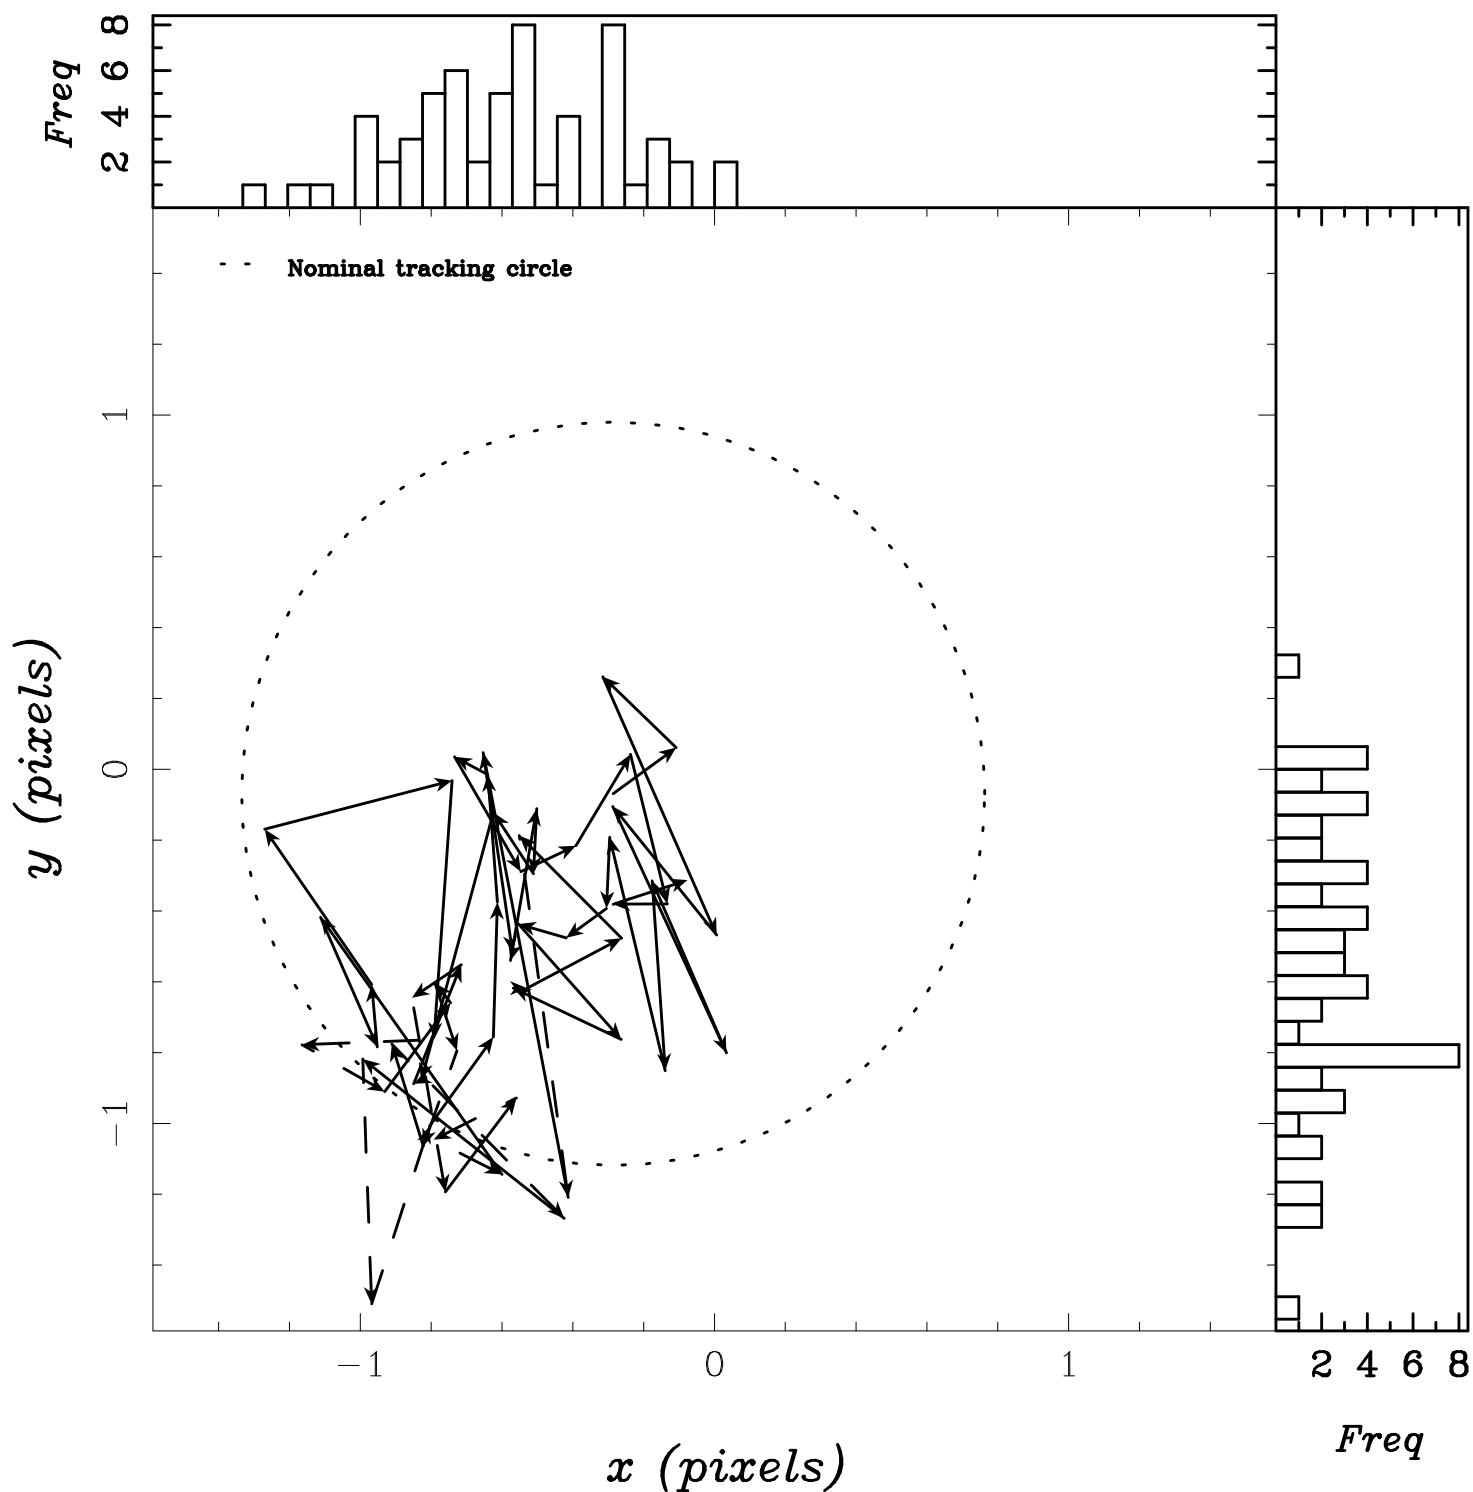 Freq
8
6
4
2
Nominal tracking circle
1
0
−1
y (pixels)
−1 0 1
x (pixels)
2 4 6 8
Freq